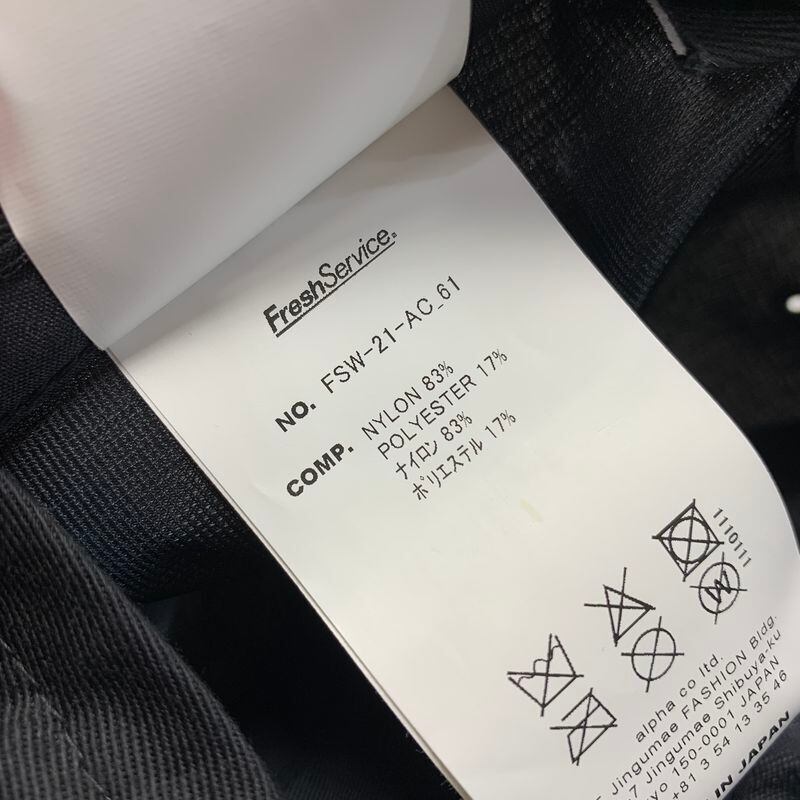 FreshService®
NO. FSW-21-AC_61
COMP. NYLON 83%
POLYESTER 17%
ナイロン 83%
ポリエステル 17%
1110111
W
alpha co ltd.
Jingumae FASHION Bldg.
7 Jingumae Shibuya-ku
150-0001 JAPAN
+81 3 54 13 35 46
IN JAPAN